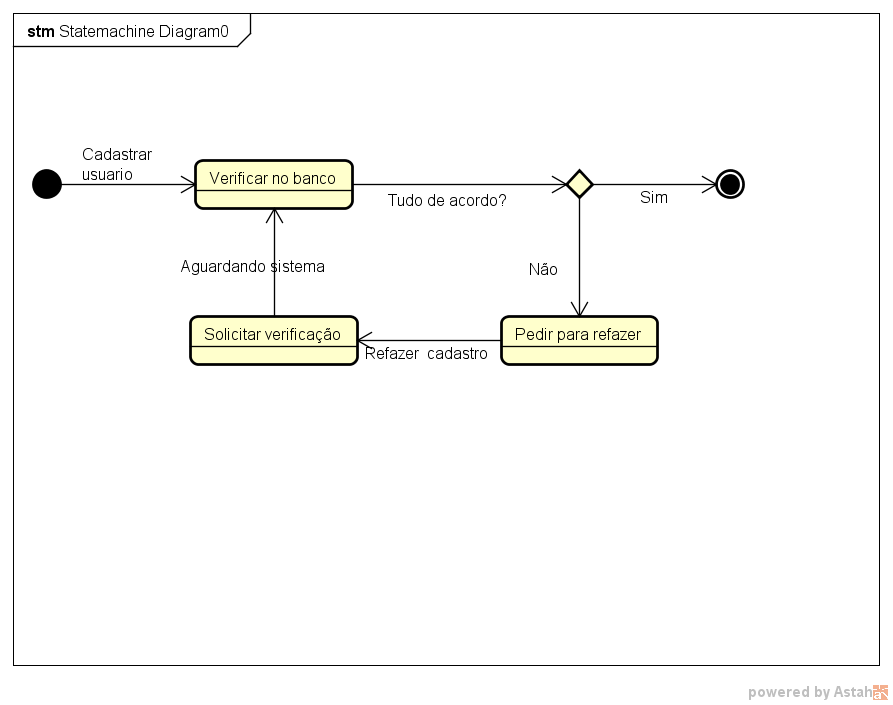 stm Statemachine Diagram0
Cadastrar
usuario
Verificar no banco
Tudo de acordo?
Sim
Aguardando sistema
Não
Solicitar verificação
Refazer  cadastro
Pedir para refazer
powered by Astah